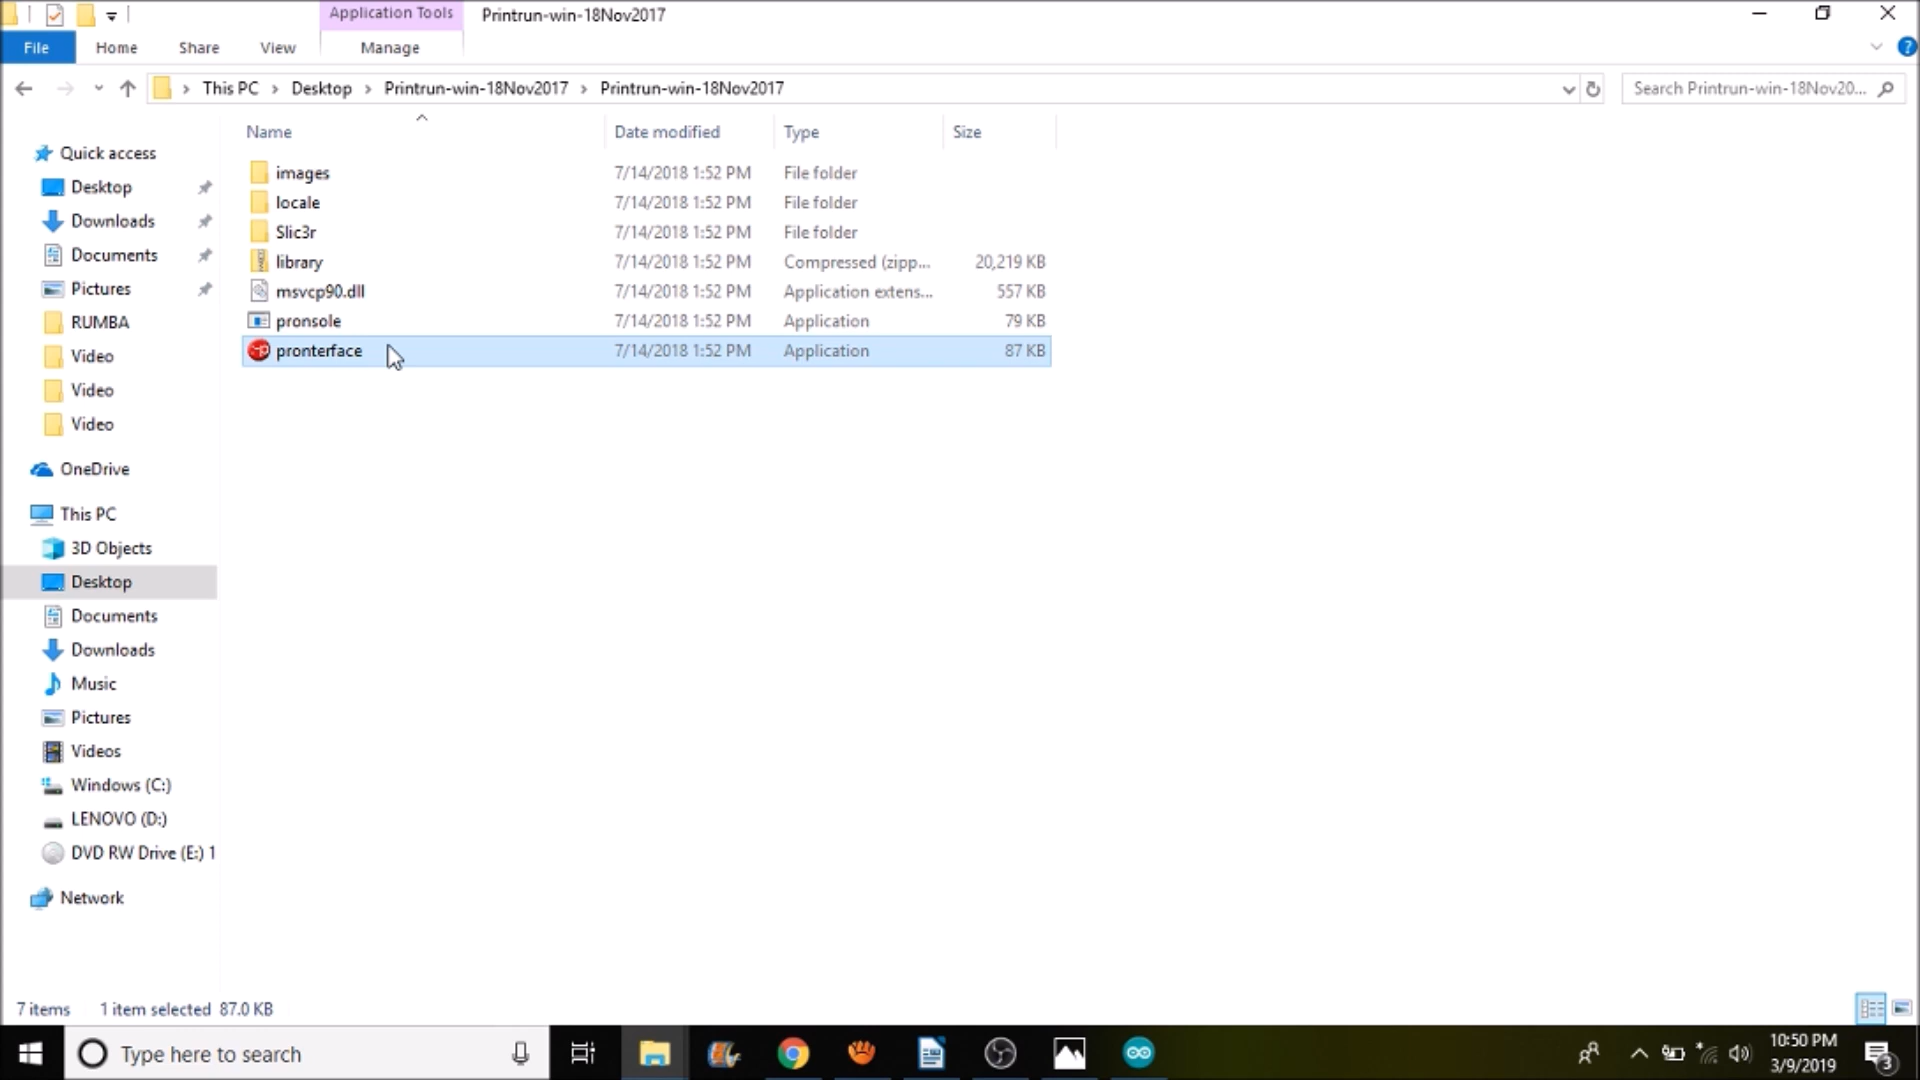 Application Tools Printrun-win-18Nov2017
File Home Share View Manage
This PC Desktop Printrun-win-18Nov2017 Printrun-win-18Nov2017 Search Printrun-win-18Nov20...
Name Date modified Type Size
Quick access
Desktop
Downloads
Documents
Pictures
RUMBA
Video
Video
Video
OneDrive
This PC
3D Objects
Desktop
Documents
Downloads
Music
Pictures
Videos
Windows (C:)
LENOVO (D:)
DVD RW Drive (E:) 1
Network
images 7/14/2018 1:52 PM File folder
locale 7/14/2018 1:52 PM File folder
Slic3r 7/14/2018 1:52 PM File folder
library 7/14/2018 1:52 PM Compressed (zipp... 20,219 KB
msvcp90.dll 7/14/2018 1:52 PM Application extens... 557 KB
pronsole 7/14/2018 1:52 PM Application 79 KB
pronterface 7/14/2018 1:52 PM Application 87 KB
7 items 1 item selected 87.0 KB
Type here to search
10:50 PM
3/9/2019
3